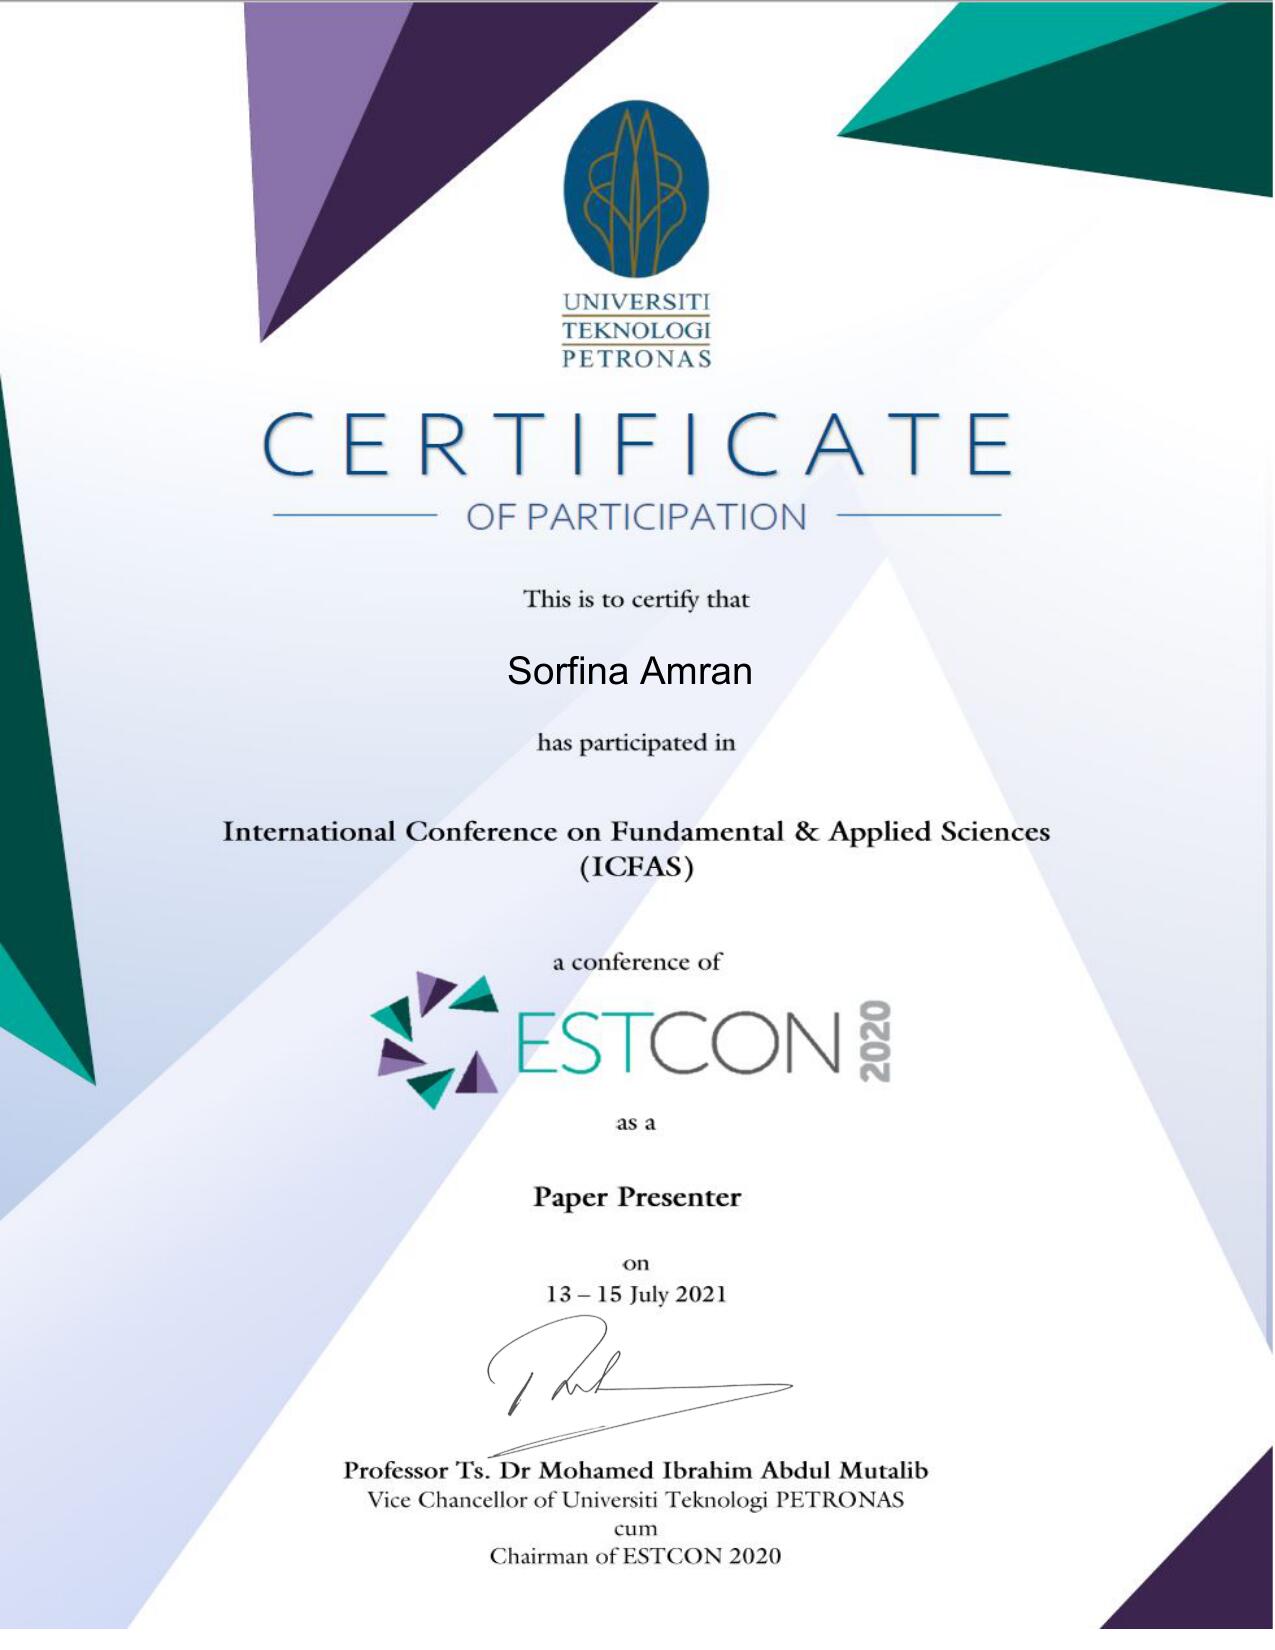 UNIVERSITI
TEKNOLOGI
PETRONAS
CERTIFICATE
OF PARTICIPATION
This is to certify that
Sorfina Amran
has participated in
International Conference on Fundamental & Applied Sciences
(ICFAS)
a conference of
ESTCON 2020
as a
Paper Presenter
on
13 – 15 July 2021
Professor Ts. Dr Mohamed Ibrahim Abdul Mutalib
Vice Chancellor of Universiti Teknologi PETRONAS
cum
Chairman of ESTCON 2020